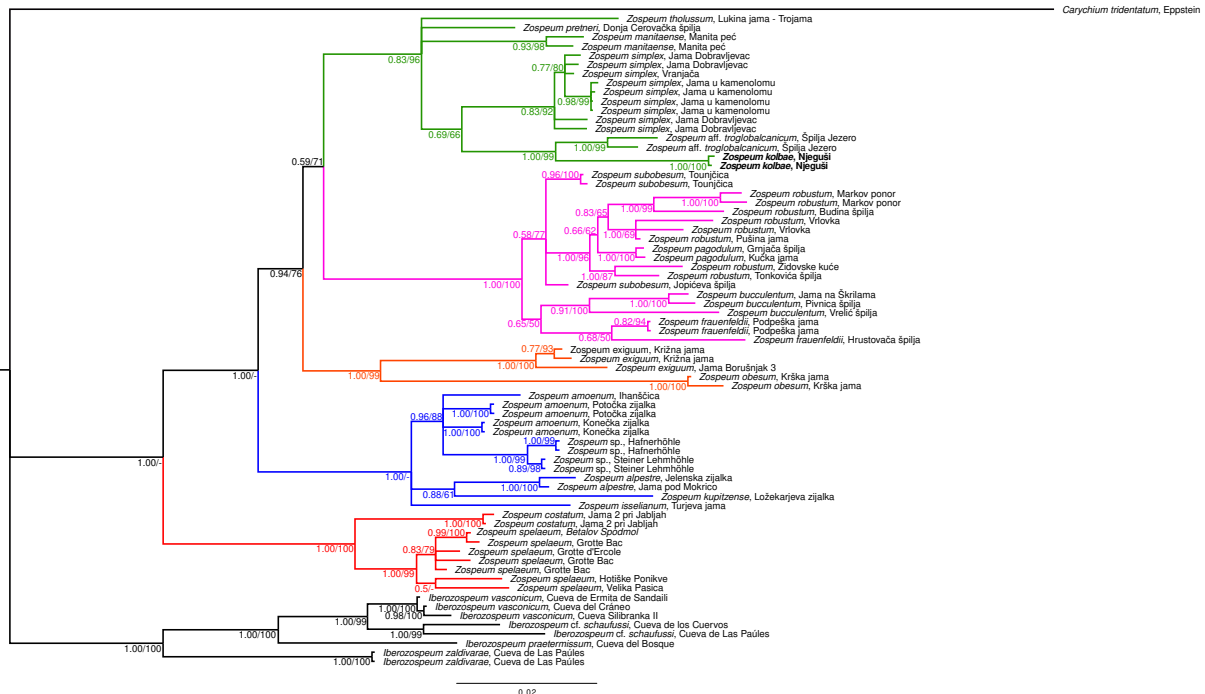 Carychium tridentatum, Eppstein
Zospeum tholussum, Lukina jama - Trojama
Zospeum pretneri, Donja Cerovačka špilja
Zospeum manitaense, Manita peć
0.93/98
Zospeum manitaense, Manita peć
0.83/96
Zospeum simplex, Jama Dobravljevac
Zospeum simplex, Jama Dobravljevac
0.77/80
Zospeum simplex, Vranjača
Zospeum simplex, Jama u kamenolomu
Zospeum simplex, Jama u kamenolomu
Zospeum simplex, Jama u kamenolomu
0.98/99
Zospeum simplex, Jama u kamenolomu
0.83/92
Zospeum simplex, Jama Dobravljevac
Zospeum simplex, Jama Dobravljevac
0.69/66
Zospeum aff. troglobalcanicum, Špilja Jezero
1.00/99
Zospeum aff. troglobalcanicum, Špilja Jezero
1.00/99
Zospeum kolbae, Njeguši
Zospeum kolbae, Njeguši
1.00/100
0.59/71
Zospeum subobesum, Tounjčica
0.96/100
Zospeum subobesum, Tounjčica
Zospeum robustum, Markov ponor
1.00/100
Zospeum robustum, Markov ponor
1.00/99
Zospeum robustum, Budina špilja
0.83/65
Zospeum robustum, Vrlovka
Zospeum robustum, Vrlovka
0.66/62
1.00/69
Zospeum robustum, Pušina jama
0.58/77
Zospeum pagodulum, Grnjača špilja
1.00/96
1.00/100
Zospeum pagodulum, Kučka jama
Zospeum robustum, Židovske kuće
1.00/87
Zospeum robustum, Tonkovića špilja
0.94/76
1.00/100
Zospeum subobesum, Jopićeva špilja
Zospeum bucculentum, Jama na Škrilama
1.00/100
Zospeum bucculentum, Pivnica špilja
0.91/100
Zospeum bucculentum, Vrelić špilja
0.65/50
0.82/94
Zospeum frauenfeldii, Podpeška jama
Zospeum frauenfeldii, Podpeška jama
0.68/50
Zospeum frauenfeldii, Hrustovača špilja
0.77/93
Zospeum exiguum, Križna jama
Zospeum exiguum, Križna jama
1.00/100
Zospeum exiguum, Jama Borušnjak 3
1.00/-
1.00/99
Zospeum obesum, Krška jama
1.00/100
Zospeum obesum, Krška jama
Zospeum amoenum, Ihanščica
Zospeum amoenum, Potočka zijalka
1.00/100
Zospeum amoenum, Potočka zijalka
0.96/88
Zospeum amoenum, Konečka zijalka
1.00/100
Zospeum amoenum, Konečka zijalka
1.00/99
Zospeum sp., Hafnerhöhle
Zospeum sp., Hafnerhöhle
1.00/99
Zospeum sp., Steiner Lehmhöhle
0.89/98
Zospeum sp., Steiner Lehmhöhle
1.00/-
1.00/-
Zospeum alpestre, Jelenska zijalka
1.00/100
Zospeum alpestre, Jama pod Mokrico
0.88/61
Zospeum kupitzense, Ložekarjeva zijalka
Zospeum isselianum, Turjeva jama
Zospeum costatum, Jama 2 pri Jabljah
1.00/100
Zospeum costatum, Jama 2 pri Jabljah
0.99/100
Zospeum spelaeum, Betalov Spodmol
Zospeum spelaeum, Grotte Bac
1.00/100
0.83/79
Zospeum spelaeum, Grotte d'Ercole
Zospeum spelaeum, Grotte Bac
1.00/99
Zospeum spelaeum, Grotte Bac
Zospeum spelaeum, Hotiške Ponikve
0.5/-
Zospeum spelaeum, Velika Pasica
Iberozospeum vasconicum, Cueva de Ermita de Sandaili
1.00/100
Iberozospeum vasconicum, Cueva del Cráneo
0.98/100
Iberozospeum vasconicum, Cueva Silibranka II
1.00/99
Iberozospeum cf. schaufussi, Cueva de los Cuervos
1.00/99
Iberozospeum cf. schaufussi, Cueva de Las Paúles
1.00/100
Iberozospeum praetermissum, Cueva del Bosque
1.00/100
Iberozospeum zaldivarae, Cueva de Las Paúles
1.00/100
Iberozospeum zaldivarae, Cueva de Las Paúles
0.02